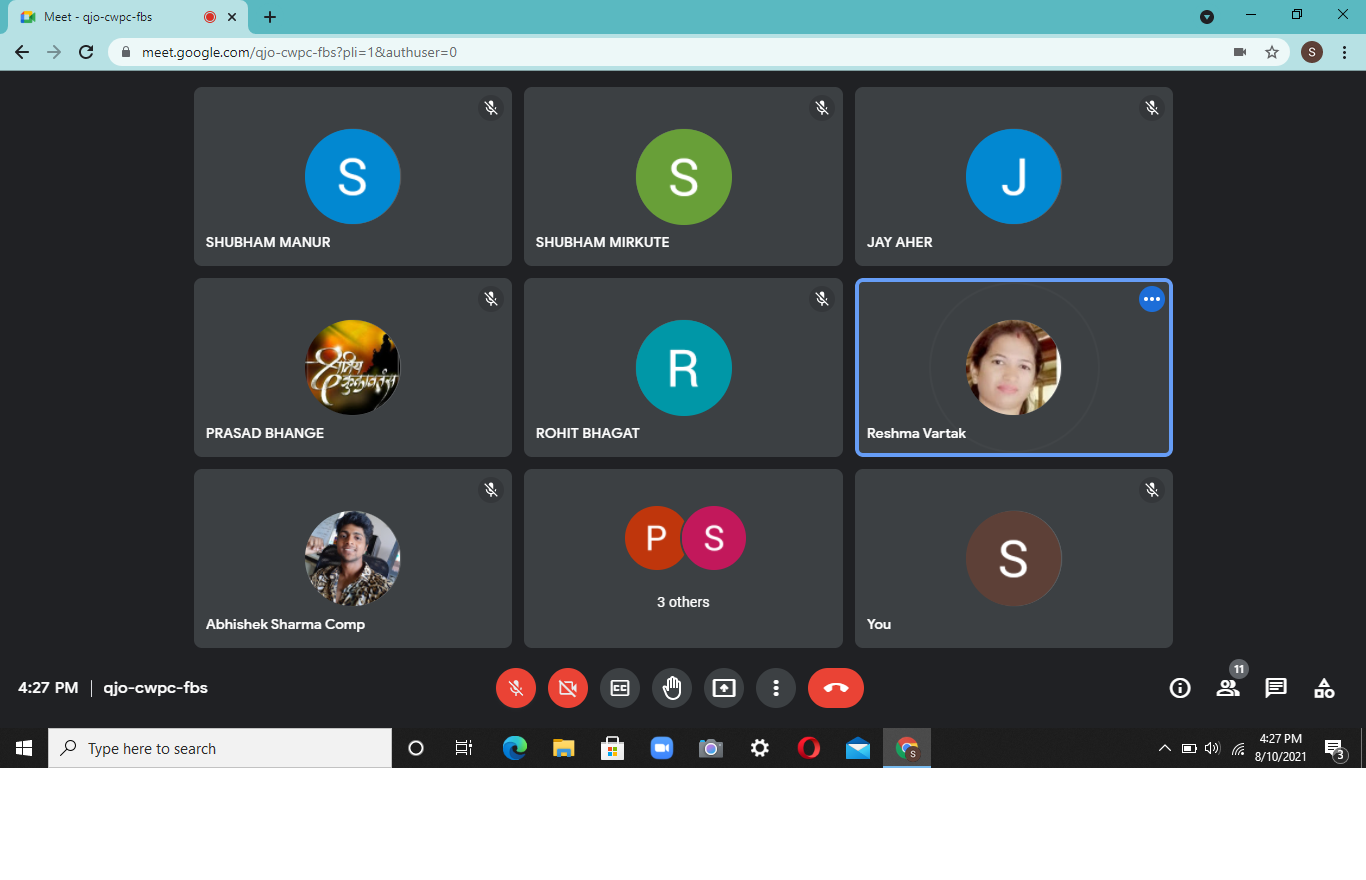 Meet - qjo-cwpc-fbs
meet.google.com/qjo-cwpc-fbs?pli=1&authuser=0
S
S
S
J
SHUBHAM MANUR
SHUBHAM MIRKUTE
JAY AHER
R
PRASAD BHANGE
ROHIT BHAGAT
Reshma Vartak
P
S
S
3 others
Abhishek Sharma Comp
You
4:27 PM
qjo-cwpc-fbs
CC
11
Type here to search
S
4:27 PM
8/10/2021
3